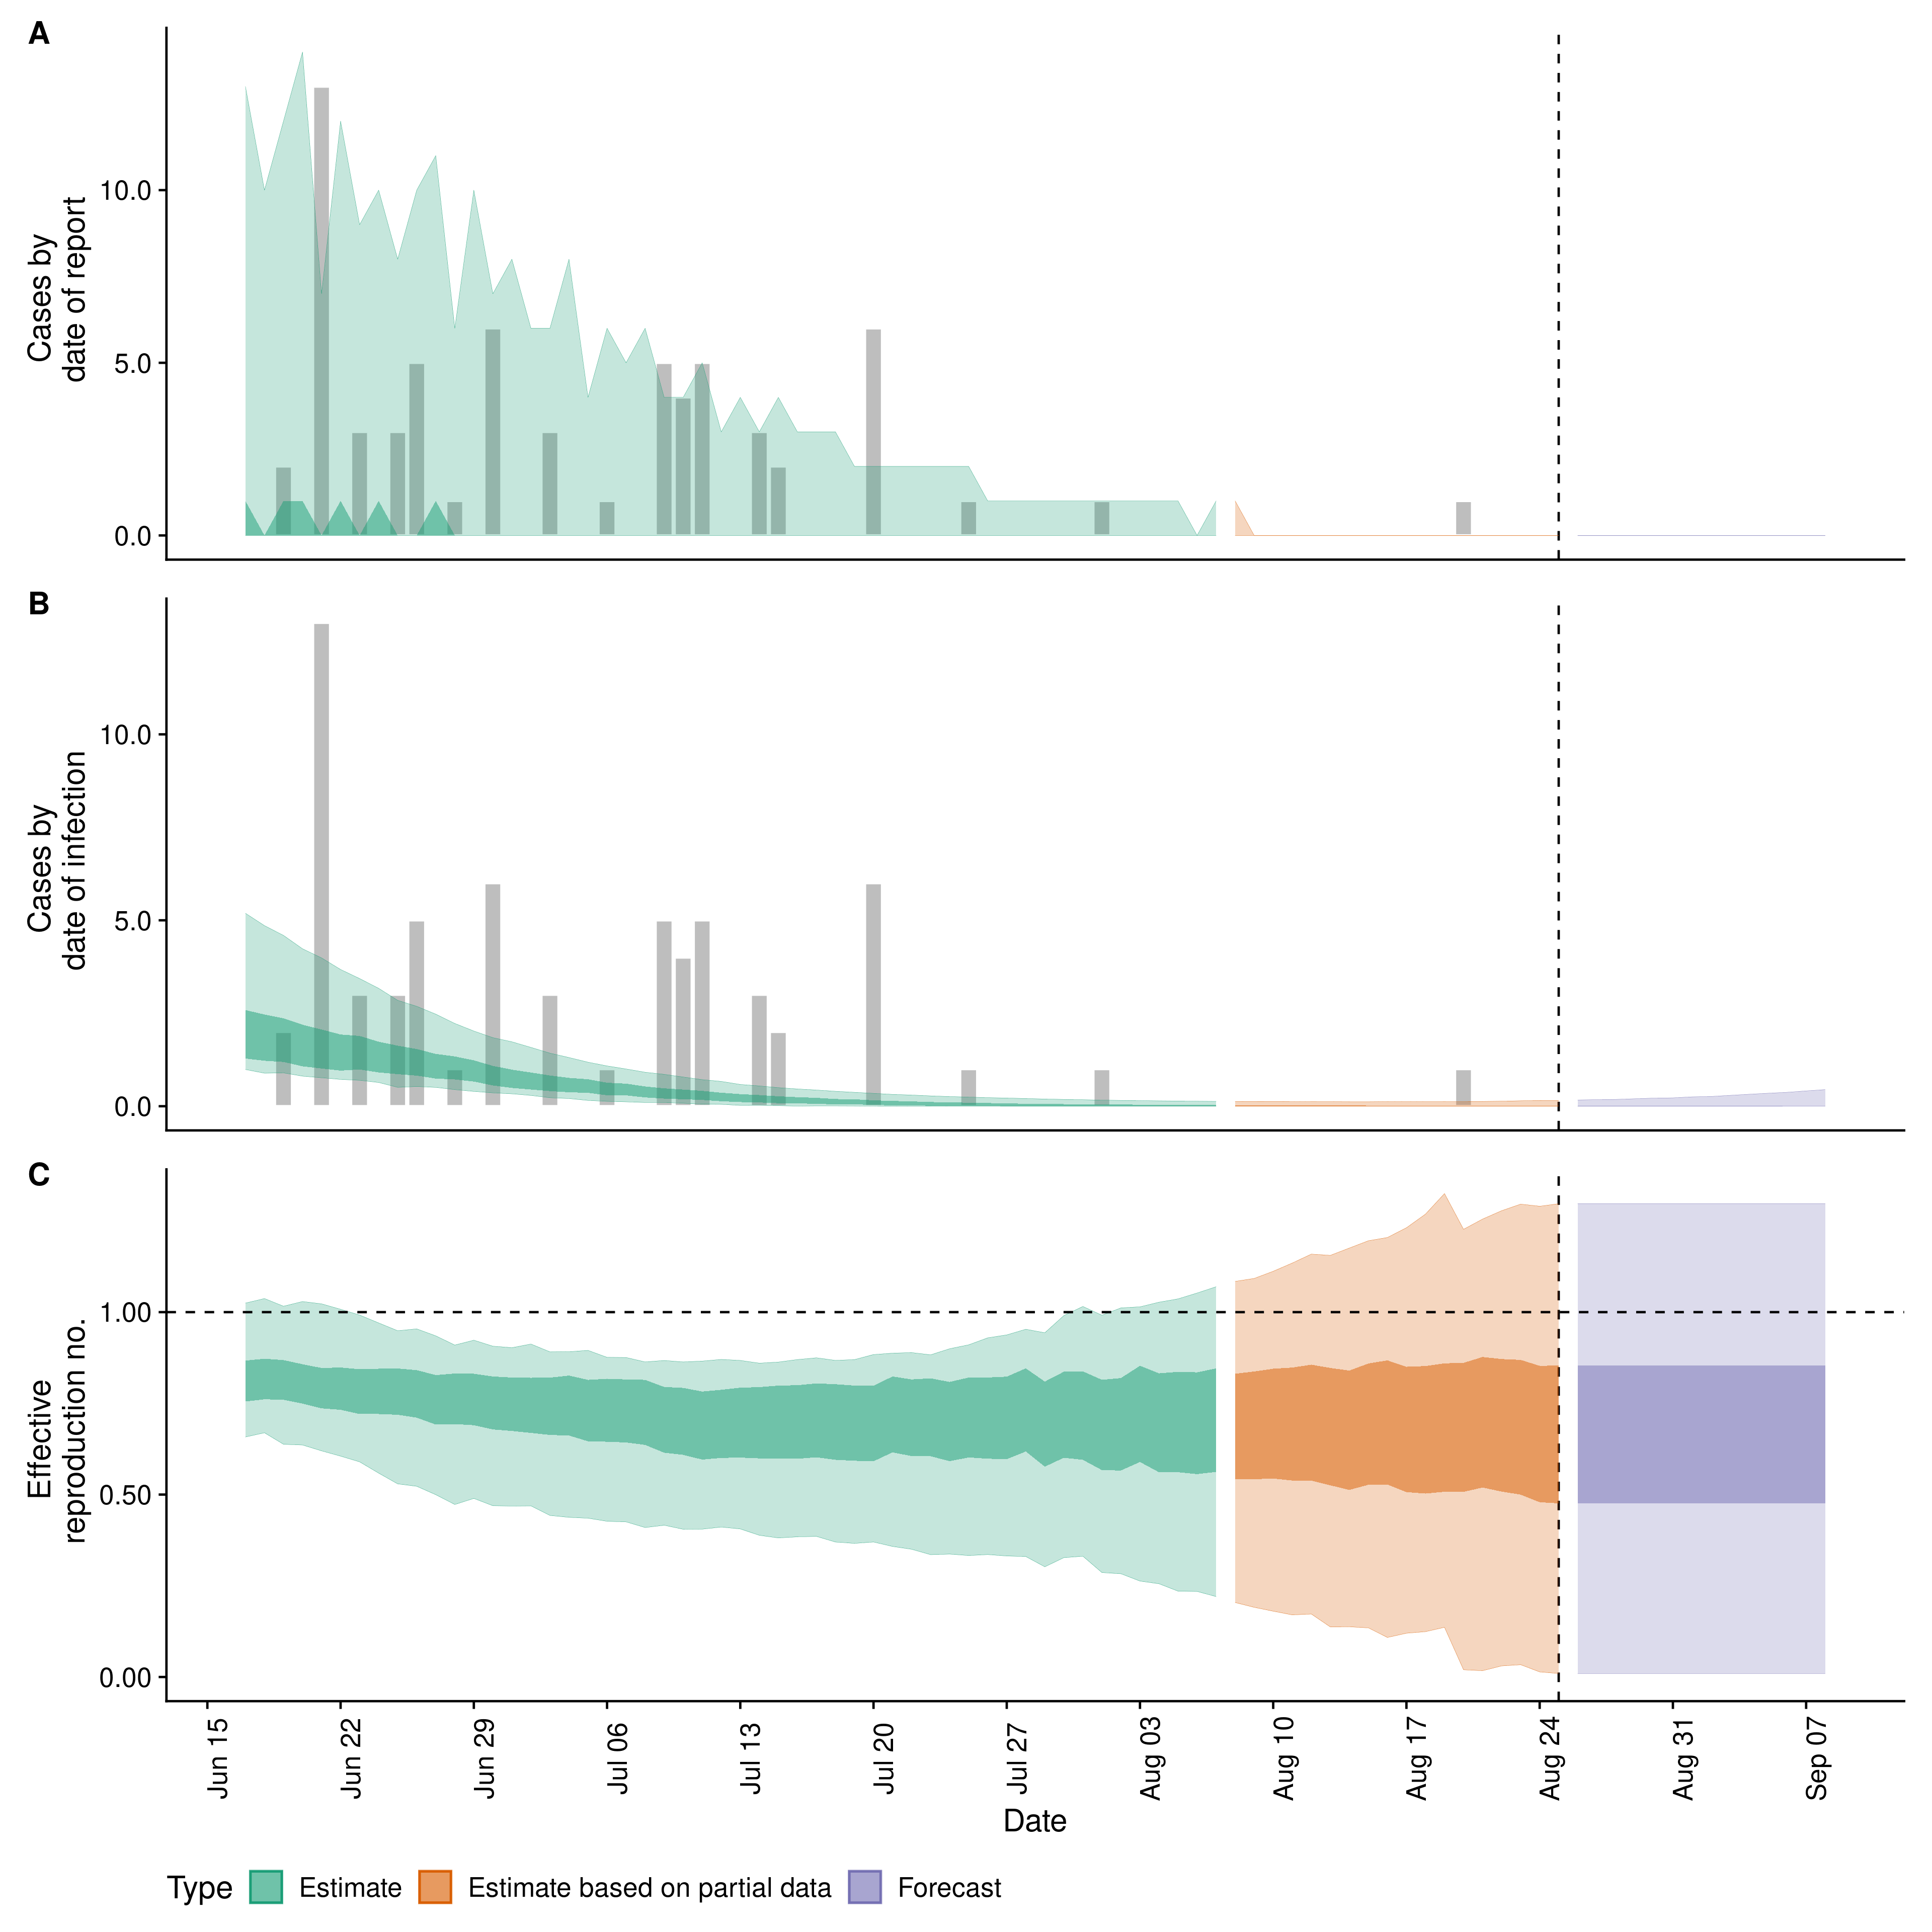 A
Cases by
date of report
10.0
5.0
0.0
B
Cases by
date of infection
10.0
5.0
0.0
C
Effective
reproduction no.
1.00
0.50
0.00
Jun 15
Jun 22
Jun 29
Jul 06
Jul 13
Jul 20
Jul 27
Aug 03
Aug 10
Aug 17
Aug 24
Aug 31
Sep 07
Date
Type
Estimate
Estimate based on partial data
Forecast